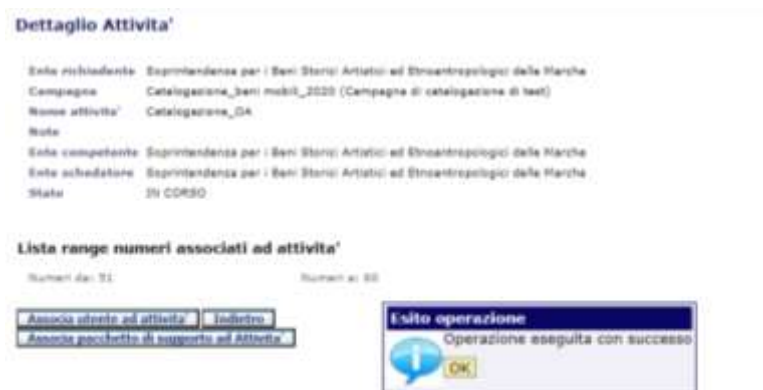 Dettaglio Attivita'
Ente richiedente Soprintendenza per i Beni Storici Artistici ed Etnoantropologici delle Marche
Campagna Catalogazione_beni mobili_2020 (Campagna di catalogazione di test)
Nome attivita' Catalogazione_OA
Note
Ente competente Soprintendenza per i Beni Storici Artistici ed Etnoantropologici delle Marche
Ente schedatore Soprintendenza per i Beni Storici Artistici ed Etnoantropologici delle Marche
Stato IN CORSO
Lista range numeri associati ad attivita'
Numeri da: 51 Numeri a: 60
Associa utente ad attivita' Indietro
Associa pacchetto di supporto ad Attivita'
Esito operazione
Operazione eseguita con successo
OK